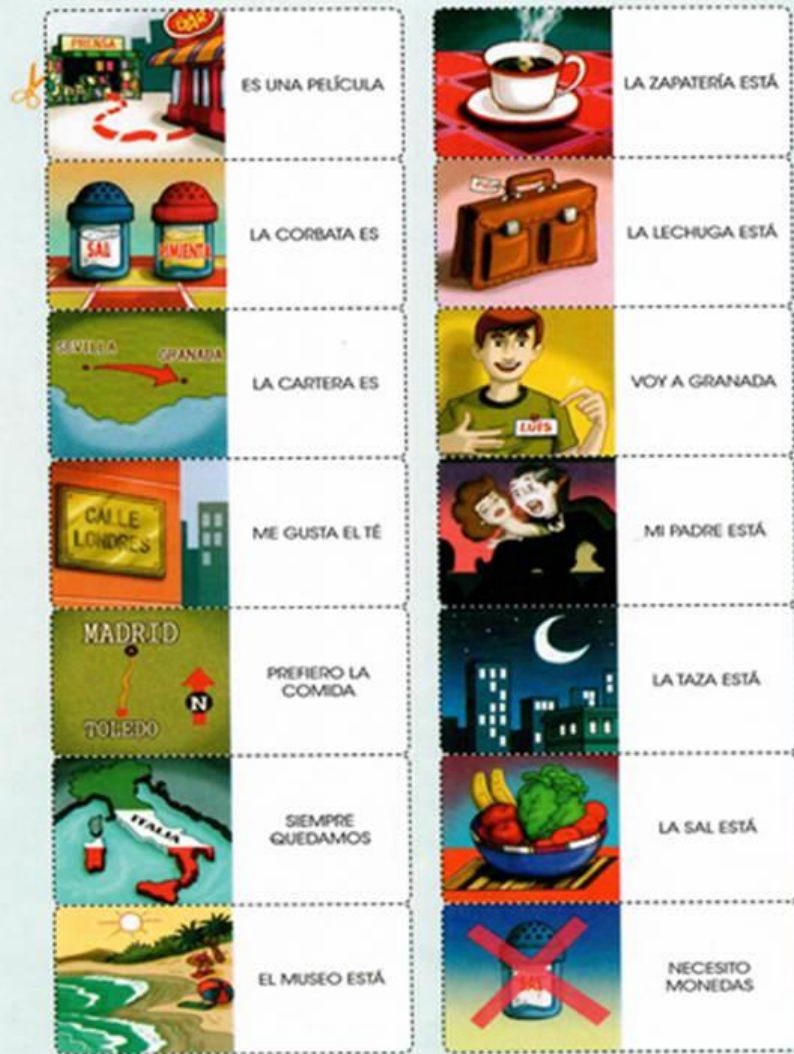 PRENSA
BAR
ES UNA PELÍCULA
SAL
PIMIENTA
LA CORBATA ES
SEVILLA
GRANADA
LA CARTERA ES
CALLE
LONDRES
ME GUSTA EL TÉ
MADRID
N
TOLEDO
PREFIERO LA
COMIDA
ITALIA
SIEMPRE
QUEDAMOS
EL MUSEO ESTÁ
LA ZAPATERÍA ESTÁ
LA LECHUGA ESTÁ
LUIS
VOY A GRANADA
MI PADRE ESTÁ
LA TAZA ESTÁ
LA SAL ESTÁ
SAL
NECESITO
MONEDAS